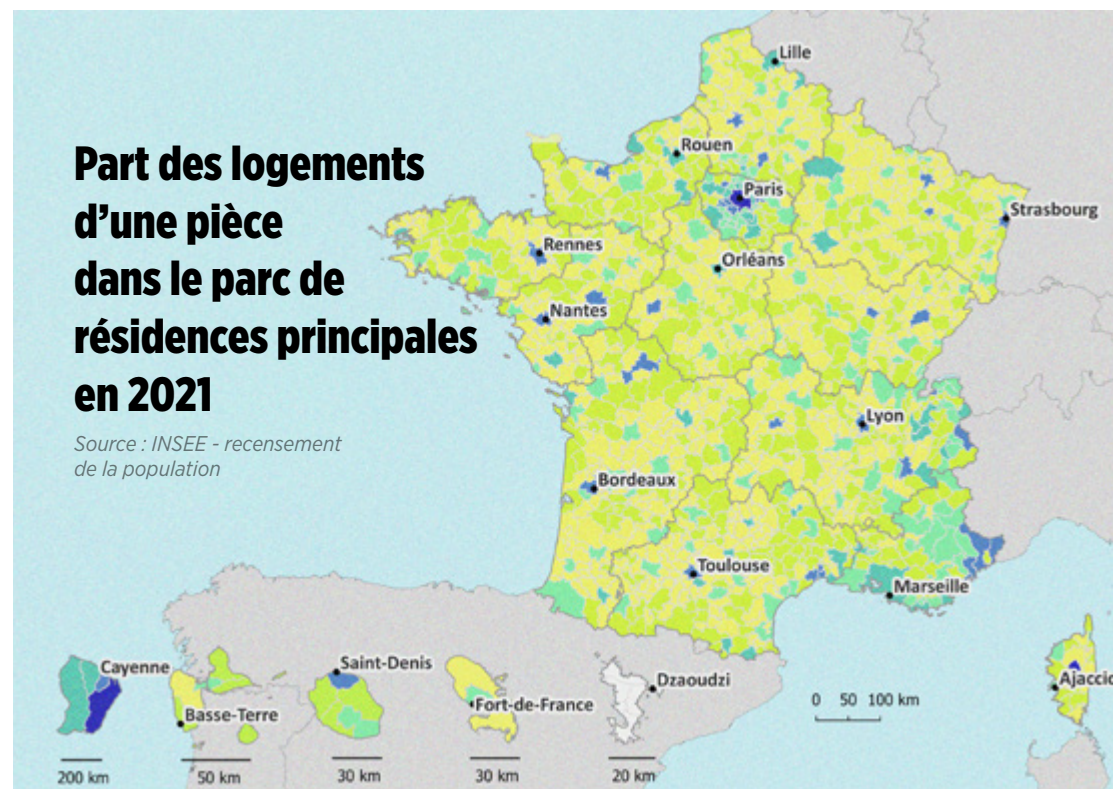 Part des logements
d’une pièce
dans le parc de
résidences principales
en 2021
Source : INSEE - recensement
de la population
Lille
Rouen
Paris
Strasbourg
Rennes
Orléans
Nantes
Lyon
Bordeaux
Toulouse
Marseille
Cayenne
Saint-Denis
Dzaoudzi
Fort-de-France
Basse-Terre
Ajaccio
0 50 100 km
200 km
50 km
30 km
30 km
20 km